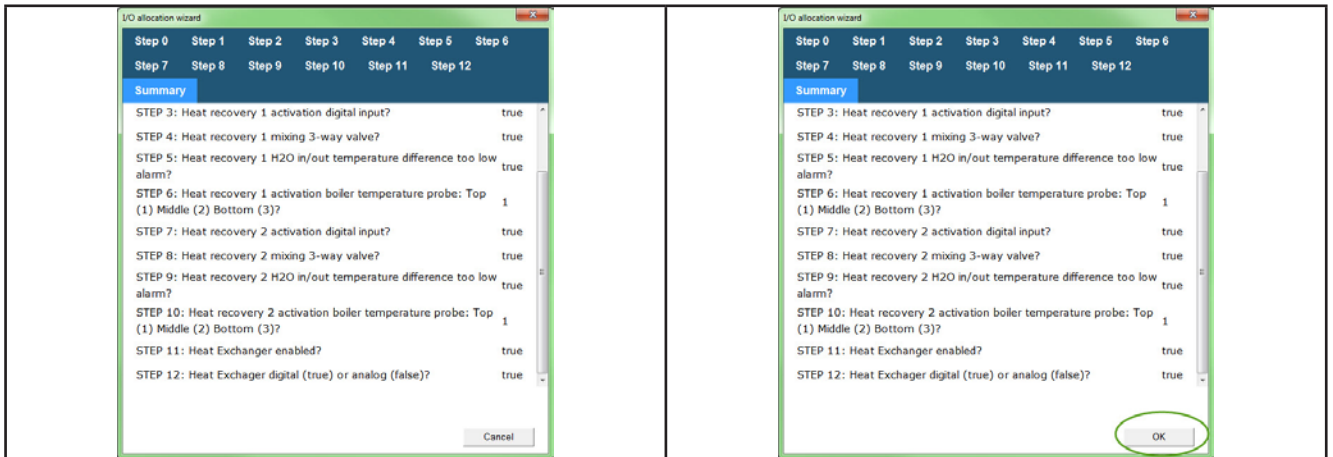 I/O allocation wizard
Step 0 Step 1 Step 2 Step 3 Step 4 Step 5 Step 6
Step 7 Step 8 Step 9 Step 10 Step 11 Step 12
Summary
STEP 3: Heat recovery 1 activation digital input? true
STEP 4: Heat recovery 1 mixing 3-way valve? true
STEP 5: Heat recovery 1 H2O in/out temperature difference too low
alarm? true
STEP 6: Heat recovery 1 activation boiler temperature probe: Top
(1) Middle (2) Bottom (3)? 1
STEP 7: Heat recovery 2 activation digital input? true
STEP 8: Heat recovery 2 mixing 3-way valve? true
STEP 9: Heat recovery 2 H2O in/out temperature difference too low
alarm? true
STEP 10: Heat recovery 2 activation boiler temperature probe: Top
(1) Middle (2) Bottom (3)? 1
STEP 11: Heat Exchanger enabled? true
STEP 12: Heat Exchager digital (true) or analog (false)? true
Cancel
I/O allocation wizard
Step 0 Step 1 Step 2 Step 3 Step 4 Step 5 Step 6
Step 7 Step 8 Step 9 Step 10 Step 11 Step 12
Summary
STEP 3: Heat recovery 1 activation digital input? true
STEP 4: Heat recovery 1 mixing 3-way valve? true
STEP 5: Heat recovery 1 H2O in/out temperature difference too low
alarm? true
STEP 6: Heat recovery 1 activation boiler temperature probe: Top
(1) Middle (2) Bottom (3)? 1
STEP 7: Heat recovery 2 activation digital input? true
STEP 8: Heat recovery 2 mixing 3-way valve? true
STEP 9: Heat recovery 2 H2O in/out temperature difference too low
alarm? true
STEP 10: Heat recovery 2 activation boiler temperature probe: Top
(1) Middle (2) Bottom (3)? 1
STEP 11: Heat Exchanger enabled? true
STEP 12: Heat Exchager digital (true) or analog (false)? true
OK